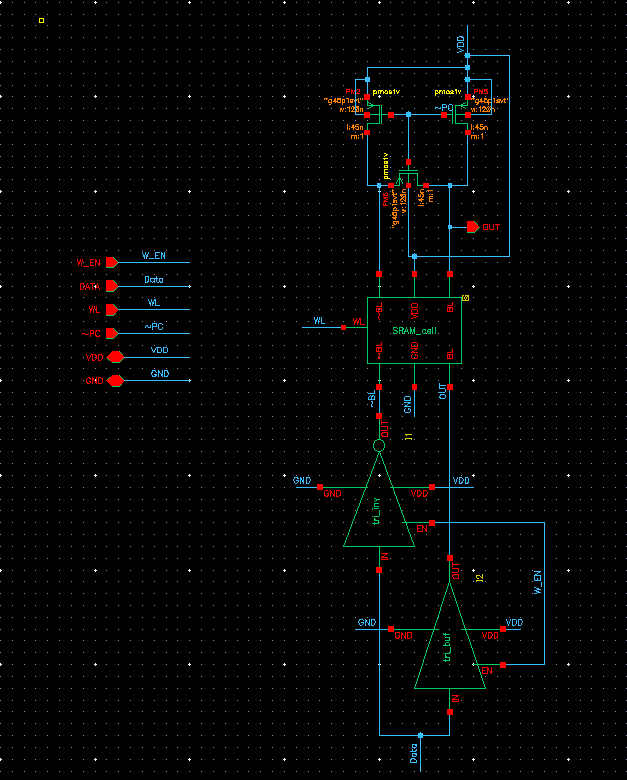 VDD
PM2
pmos1v
pmos1v
PM3
"g45p1svt"
w:120n
~PC
"g45p1svt"
w:120n
l:45n
m:1
l:45n
m:1
pmos1v
"g45p1svt"
w:120n
l:45n
m:1
OUT
W_EN
W_EN
DATA
Data
WL
WL
~PC
~PC
VDD
VDD
GND
GND
~BL
VDD
BL
WL
WL
SRAM_cell
~BL
GND
BL
~BL
GND
OUT
OUT
I1
GND
GND
VDD
VDD
tri_inv
EN
IN
OUT
I2
W_EN
GND
GND
VDD
VDD
tri_buf
EN
IN
Data